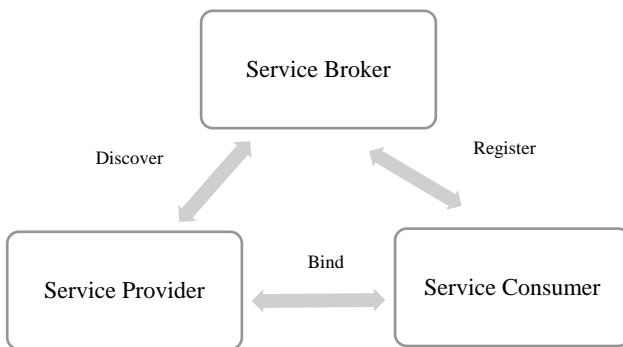 Service Broker
Discover
Register
Bind
Service Provider
Service Consumer